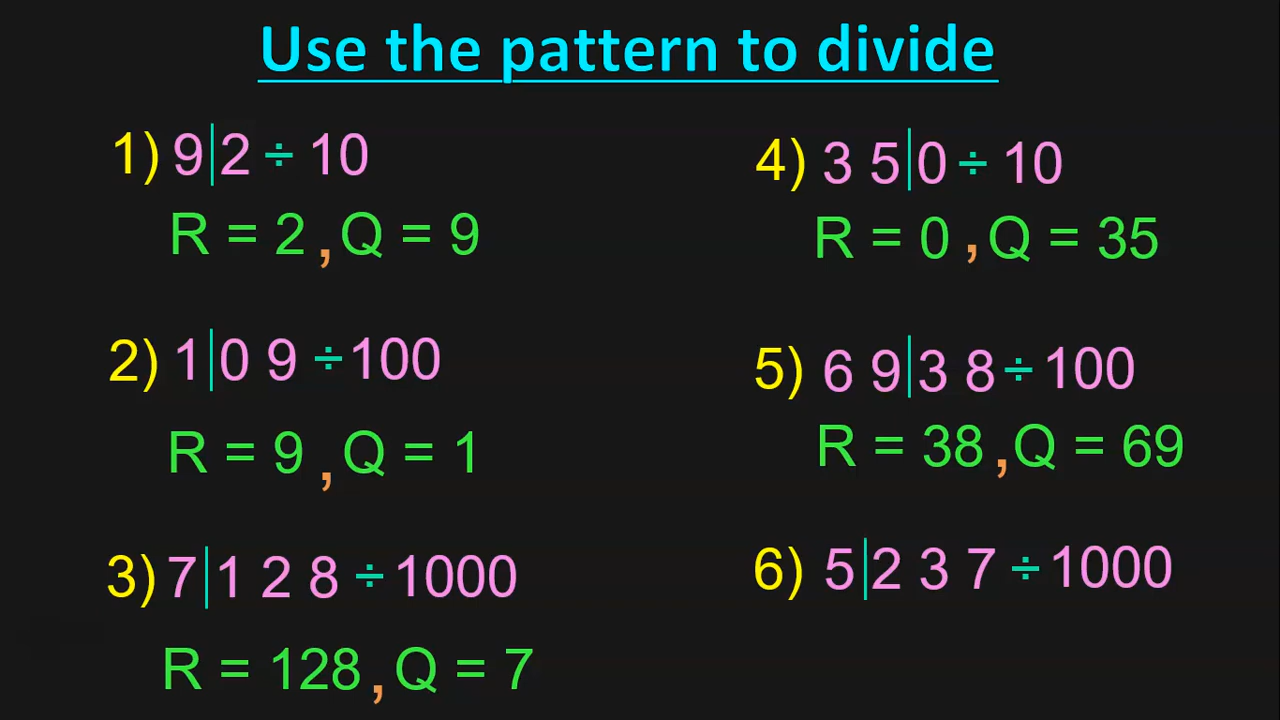 Use the pattern to divide
1) 9|2 ÷ 10
R = 2 , Q = 9
2) 1|0 9 ÷ 100
R = 9 , Q = 1
3) 7|1 2 8 ÷ 1000
R = 128 , Q = 7
4) 3 5|0 ÷ 10
R = 0 , Q = 35
5) 6 9|3 8 ÷ 100
R = 38 , Q = 69
6) 5|2 3 7 ÷ 1000